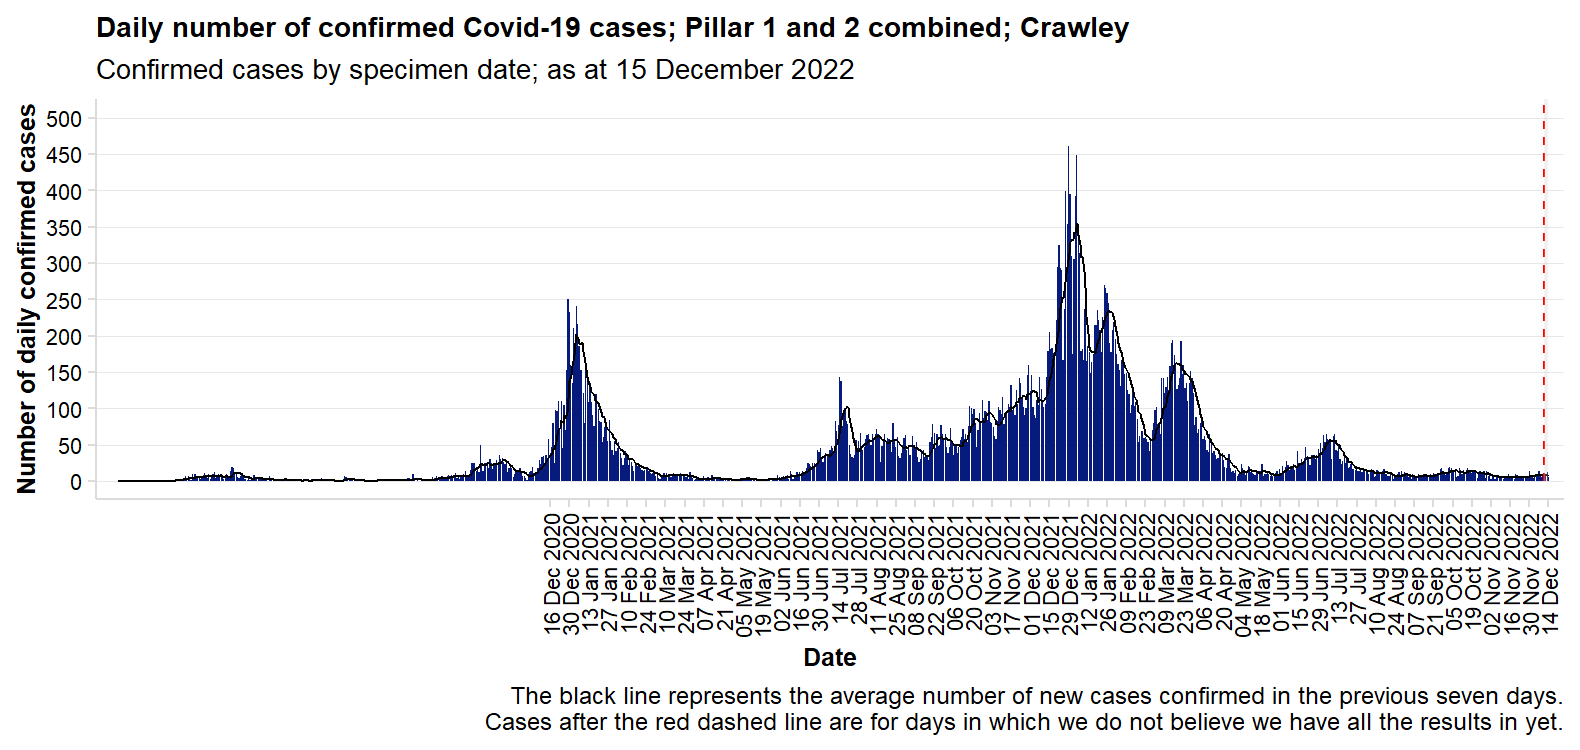 Daily number of confirmed Covid-19 cases; Pillar 1 and 2 combined; Crawley
Confirmed cases by specimen date; as at 15 December 2022
Number of daily confirmed cases
500
450
400
350
300
250
200
150
100
50
0
16 Dec 2020
30 Dec 2020
13 Jan 2021
27 Jan 2021
10 Feb 2021
24 Feb 2021
10 Mar 2021
24 Mar 2021
07 Apr 2021
21 Apr 2021
05 May 2021
19 May 2021
02 Jun 2021
16 Jun 2021
30 Jun 2021
14 Jul 2021
28 Jul 2021
11 Aug 2021
25 Aug 2021
08 Sep 2021
22 Sep 2021
06 Oct 2021
20 Oct 2021
03 Nov 2021
17 Nov 2021
01 Dec 2021
15 Dec 2021
29 Dec 2021
12 Jan 2022
26 Jan 2022
09 Feb 2022
23 Feb 2022
09 Mar 2022
23 Mar 2022
06 Apr 2022
20 Apr 2022
04 May 2022
18 May 2022
01 Jun 2022
15 Jun 2022
29 Jun 2022
13 Jul 2022
27 Jul 2022
10 Aug 2022
24 Aug 2022
07 Sep 2022
21 Sep 2022
05 Oct 2022
19 Oct 2022
02 Nov 2022
16 Nov 2022
30 Nov 2022
14 Dec 2022
Date
The black line represents the average number of new cases confirmed in the previous seven days.
Cases after the red dashed line are for days in which we do not believe we have all the results in yet.